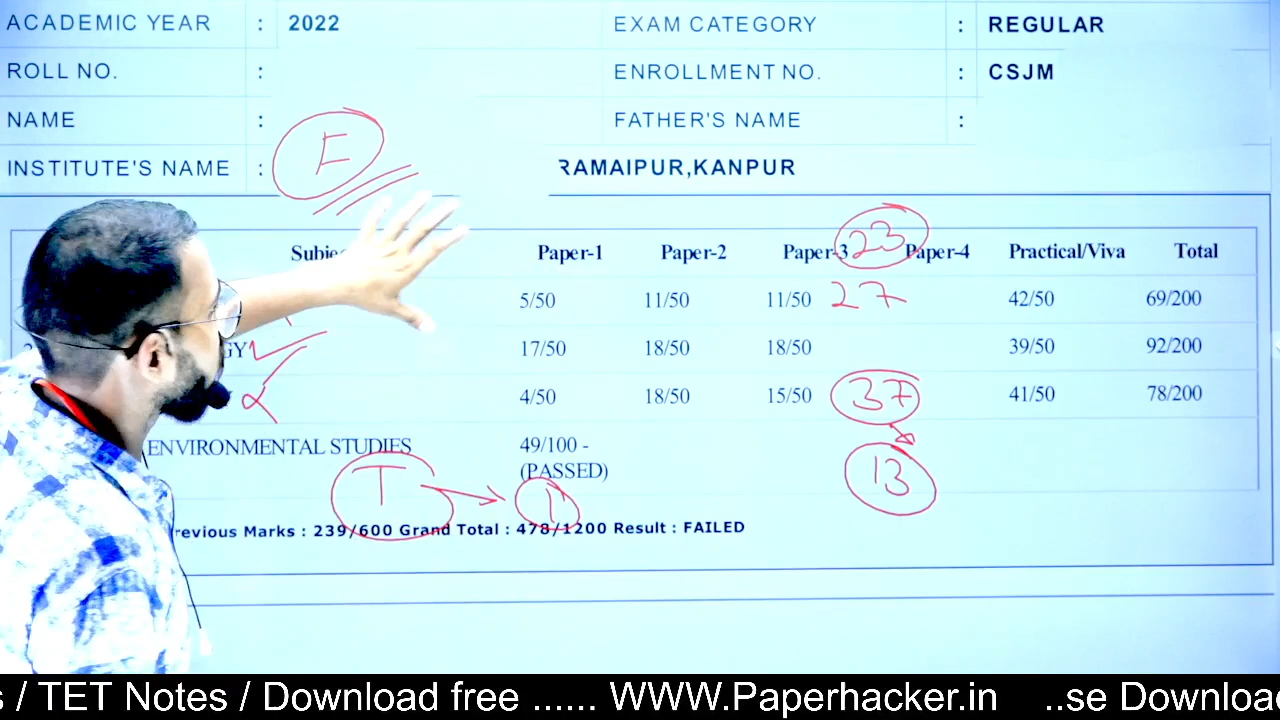 ACADEMIC YEAR : 2022 EXAM CATEGORY : REGULAR
ROLL NO. : ENROLLMENT NO. : CSJM
NAME : FATHER'S NAME :
INSTITUTE'S NAME : RAMAIPUR,KANPUR
F
23
Paper-1 Paper-2 Paper-3 Paper-4 Practical/Viva Total
5/50 11/50 11/50 27 42/50 69/200
GY 17/50 18/50 18/50 39/50 92/200
4/50 18/50 15/50 37 41/50 78/200
ENVIRONMENTAL STUDIES 49/100 -
(PASSED)
13
T
revious Marks : 239/600 Grand Total : 478/1200 Result : FAILED
s / TET Notes / Download free ...... WWW.Paperhacker.in ..se Downloa